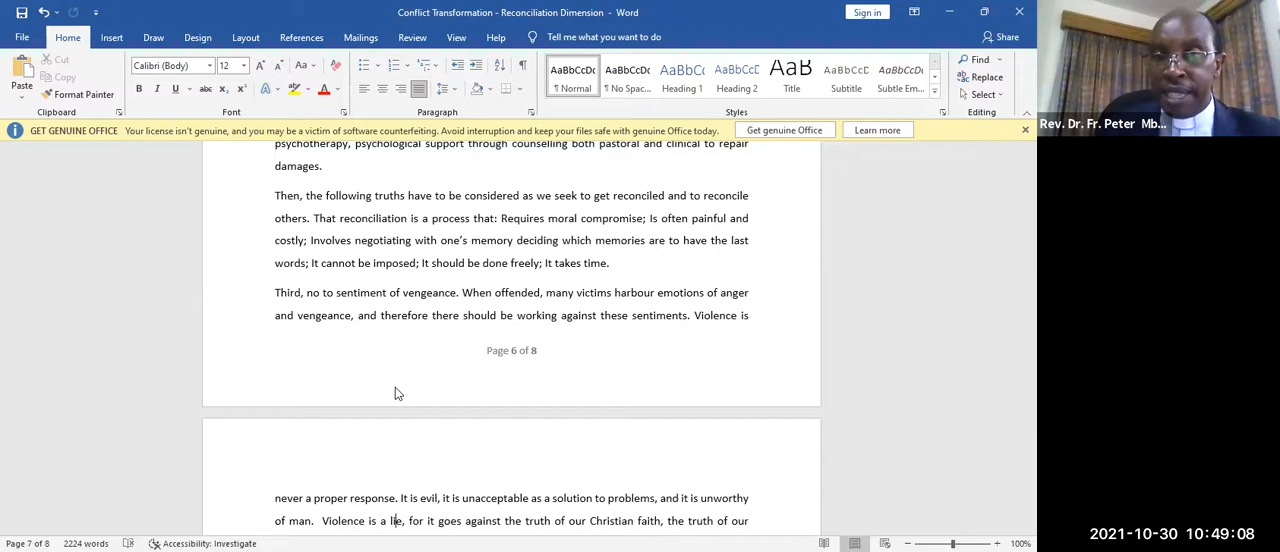 Conflict Transformation - Reconciliation Dimension - Word
Sign in
File Home Insert Draw Design Layout References Mailings Review View Help Tell me what you want to do Share
Paste
Cut
Copy
Format Painter
Clipboard
Calibri (Body) 12
Font
Paragraph
AaBbCcDc AaBbCcDc AaBbCcD AaBbCcD AaB AaBbCcDc AaBbCcDc
¶ Normal ¶ No Spac... Heading 1 Heading 2 Title Subtitle Subtle Em...
Styles
Find
Replace
Select
Editing
GET GENUINE OFFICE Your license isn't genuine, and you may be a victim of software counterfeiting. Avoid interruption and keep your files safe with genuine Office today. Get genuine Office Learn more
Rev. Dr. Fr. Peter Mb...
psychotherapy, psychological support through counselling both pastoral and clinical to repair
damages.
Then, the following truths have to be considered as we seek to get reconciled and to reconcile
others. That reconciliation is a process that: Requires moral compromise; Is often painful and
costly; Involves negotiating with one's memory deciding which memories are to have the last
words; It cannot be imposed; It should be done freely; It takes time.
Third, no to sentiment of vengeance. When offended, many victims harbour emotions of anger
and vengeance, and therefore there should be working against these sentiments. Violence is
Page 6 of 8
never a proper response. It is evil, it is unacceptable as a solution to problems, and it is unworthy
of man. Violence is a lie, for it goes against the truth of our Christian faith, the truth of our
2021-10-30 10:49:08
Page 7 of 8 2224 words Accessibility: Investigate 100%